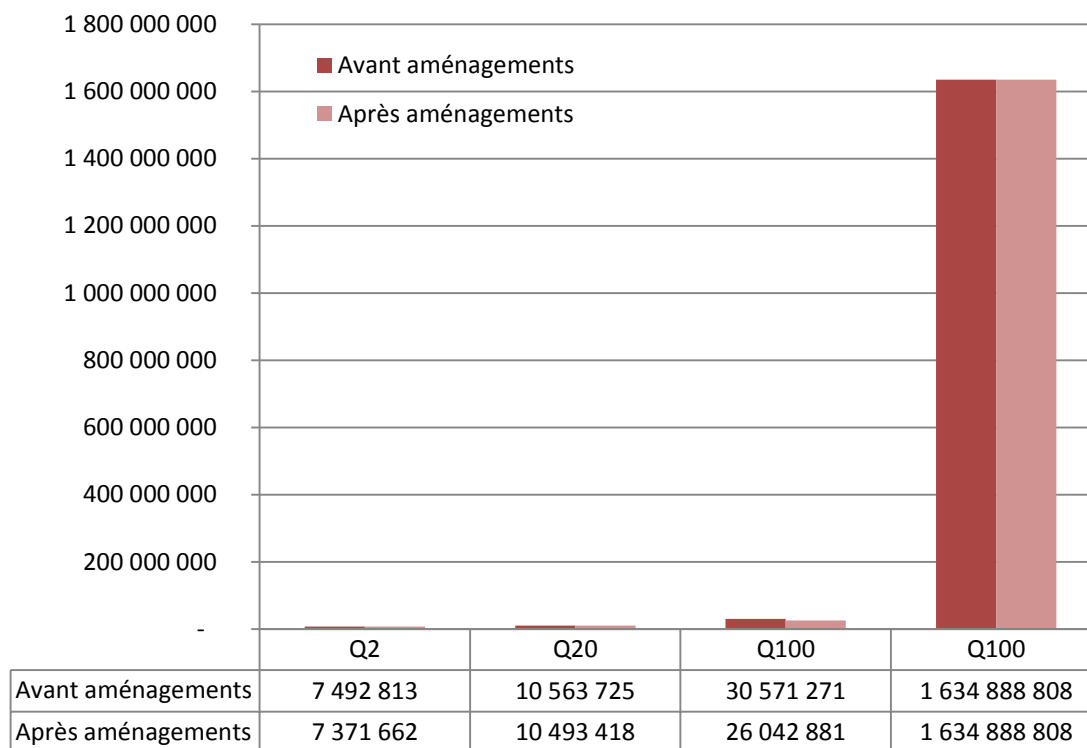 1 800 000 000
1 600 000 000
1 400 000 000
1 200 000 000
1 000 000 000
800 000 000
600 000 000
400 000 000
200 000 000
-
Avant aménagements
Après aménagements
Q2 Q20 Q100 Q100
Avant aménagements 7 492 813 10 563 725 30 571 271 1 634 888 808
Après aménagements 7 371 662 10 493 418 26 042 881 1 634 888 808